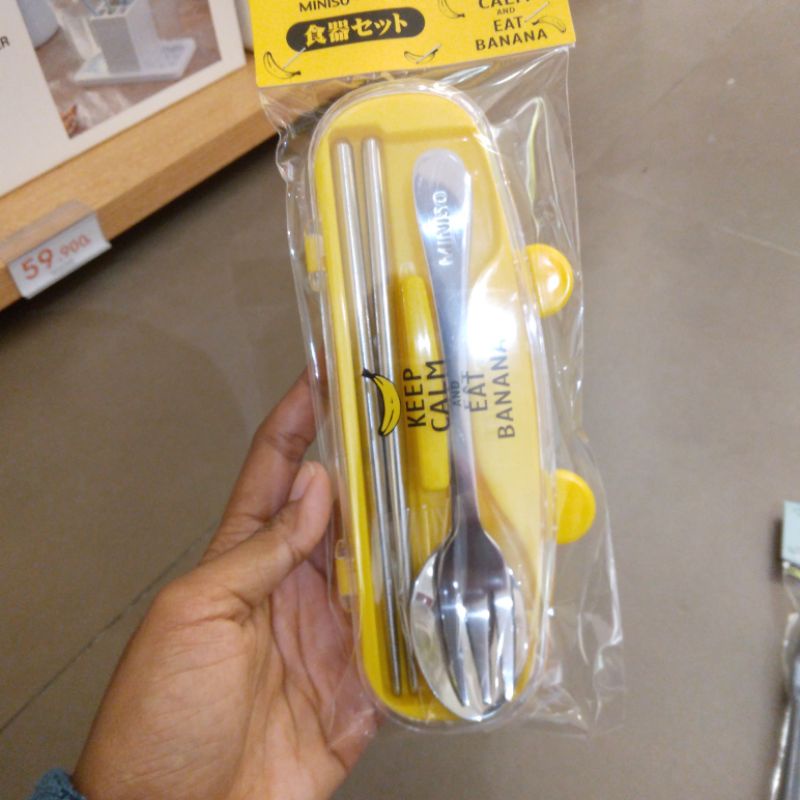 MINISO
食器セット
CALM
AND
EAT
BANANA
59.900
MINISO
KEEP
CALM
AND
EAT
BANANA